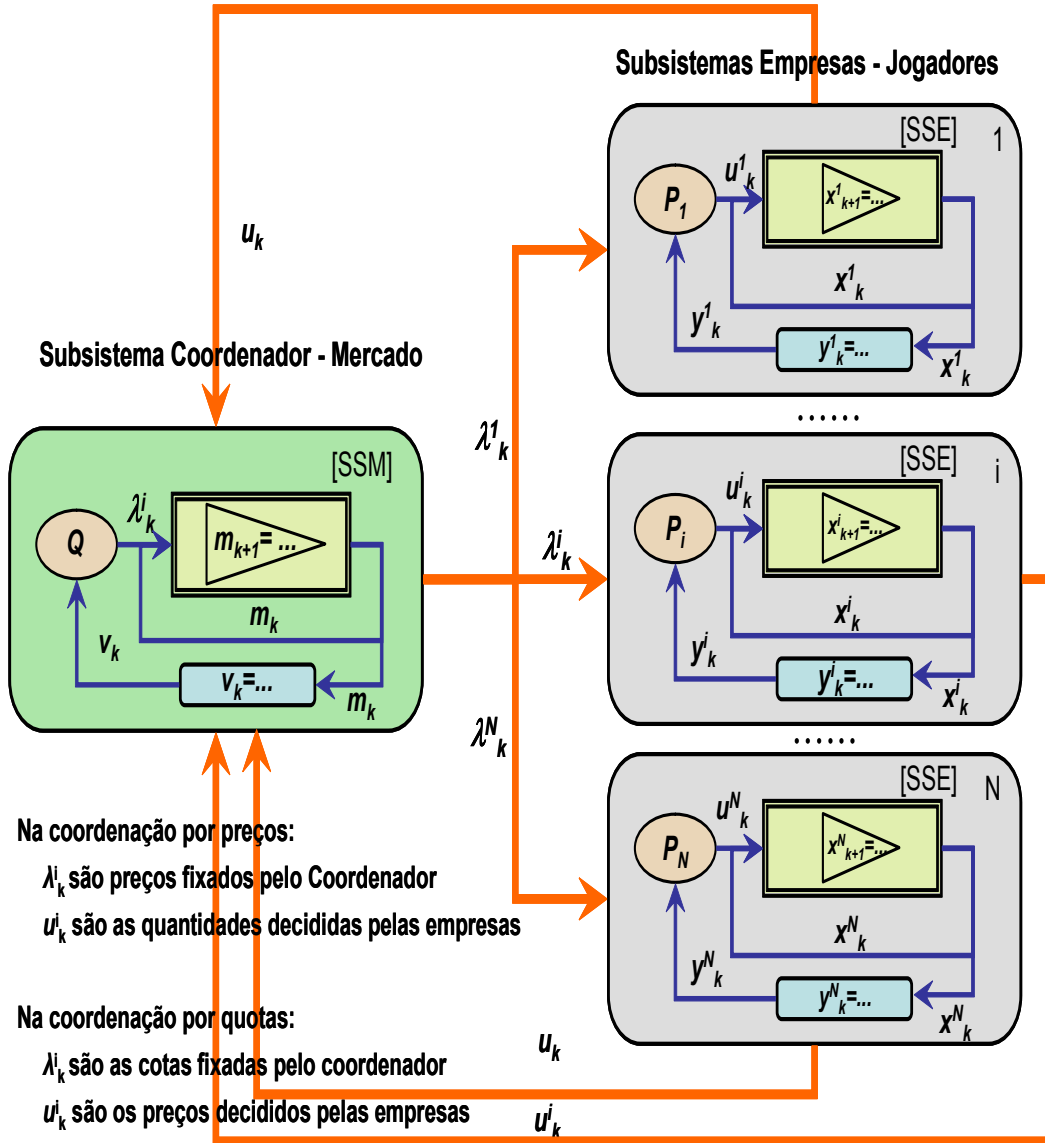 Subsistemas Empresas - Jogadores
[SSE] 1
P₁
u¹ₖ
x¹ₖ₊₁=...
x¹ₖ
y¹ₖ
y¹ₖ=...
x¹ₖ
uₖ
Subsistema Coordenador - Mercado
[SSM]
Q
λⁱₖ
mₖ₊₁= ...
mₖ
vₖ
vₖ=...
mₖ
λ¹ₖ
λⁱₖ
λᴺₖ
......
[SSE] i
Pᵢ
uⁱₖ
xⁱₖ₊₁=...
xⁱₖ
yⁱₖ
yⁱₖ=...
xⁱₖ
......
[SSE] N
P_N
uᴺₖ
xᴺₖ₊₁=...
xᴺₖ
yᴺₖ
yᴺₖ=...
xᴺₖ
Na coordenação por preços:
λⁱₖ são preços fixados pelo Coordenador
uⁱₖ são as quantidades decididas pelas empresas
Na coordenação por quotas:
λⁱₖ são as cotas fixadas pelo coordenador
uⁱₖ são os preços decididos pelas empresas
uₖ
uⁱₖ